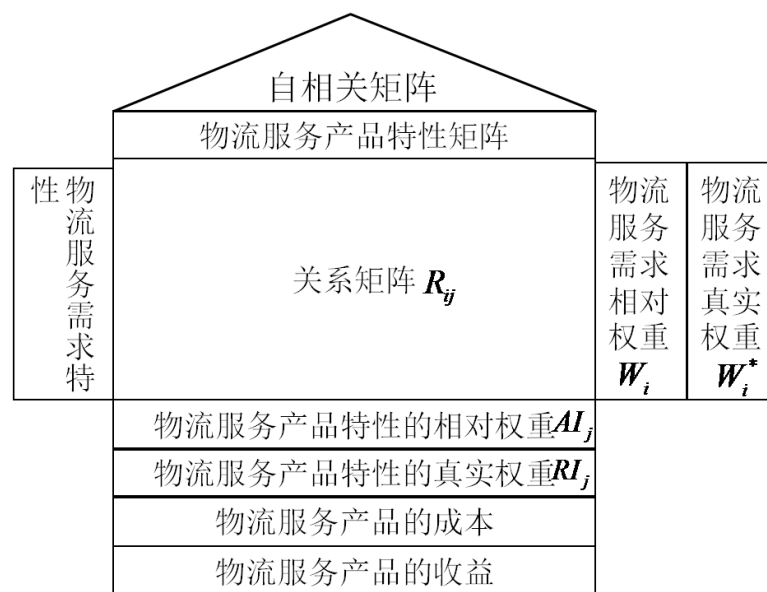 自相关矩阵
物流服务产品特性矩阵
物流服务需求特
性
关系矩阵 R_ij
物流
服务
需求
相对
权重
W_i
物流
服务
需求
真实
权重
W_i^*
物流服务产品特性的相对权重AI_j
物流服务产品特性的真实权重RI_j
物流服务产品的成本
物流服务产品的收益